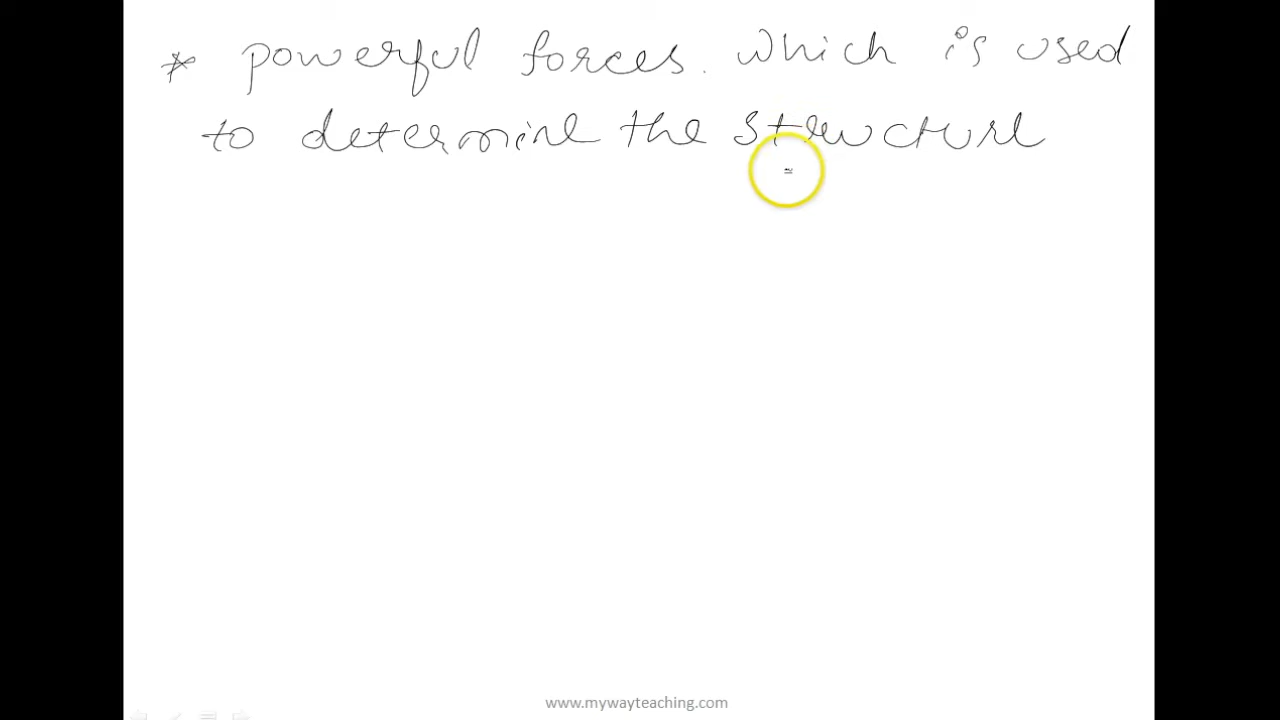 * powerful forces. which is used
to determine the structure
www.mywayteaching.com